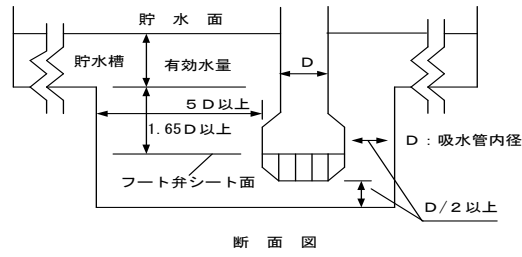 貯水面
貯水槽
有効水量
D
5D以上
1.65D以上
D：吸水管内径
フート弁シート面
D/2以上
断面図